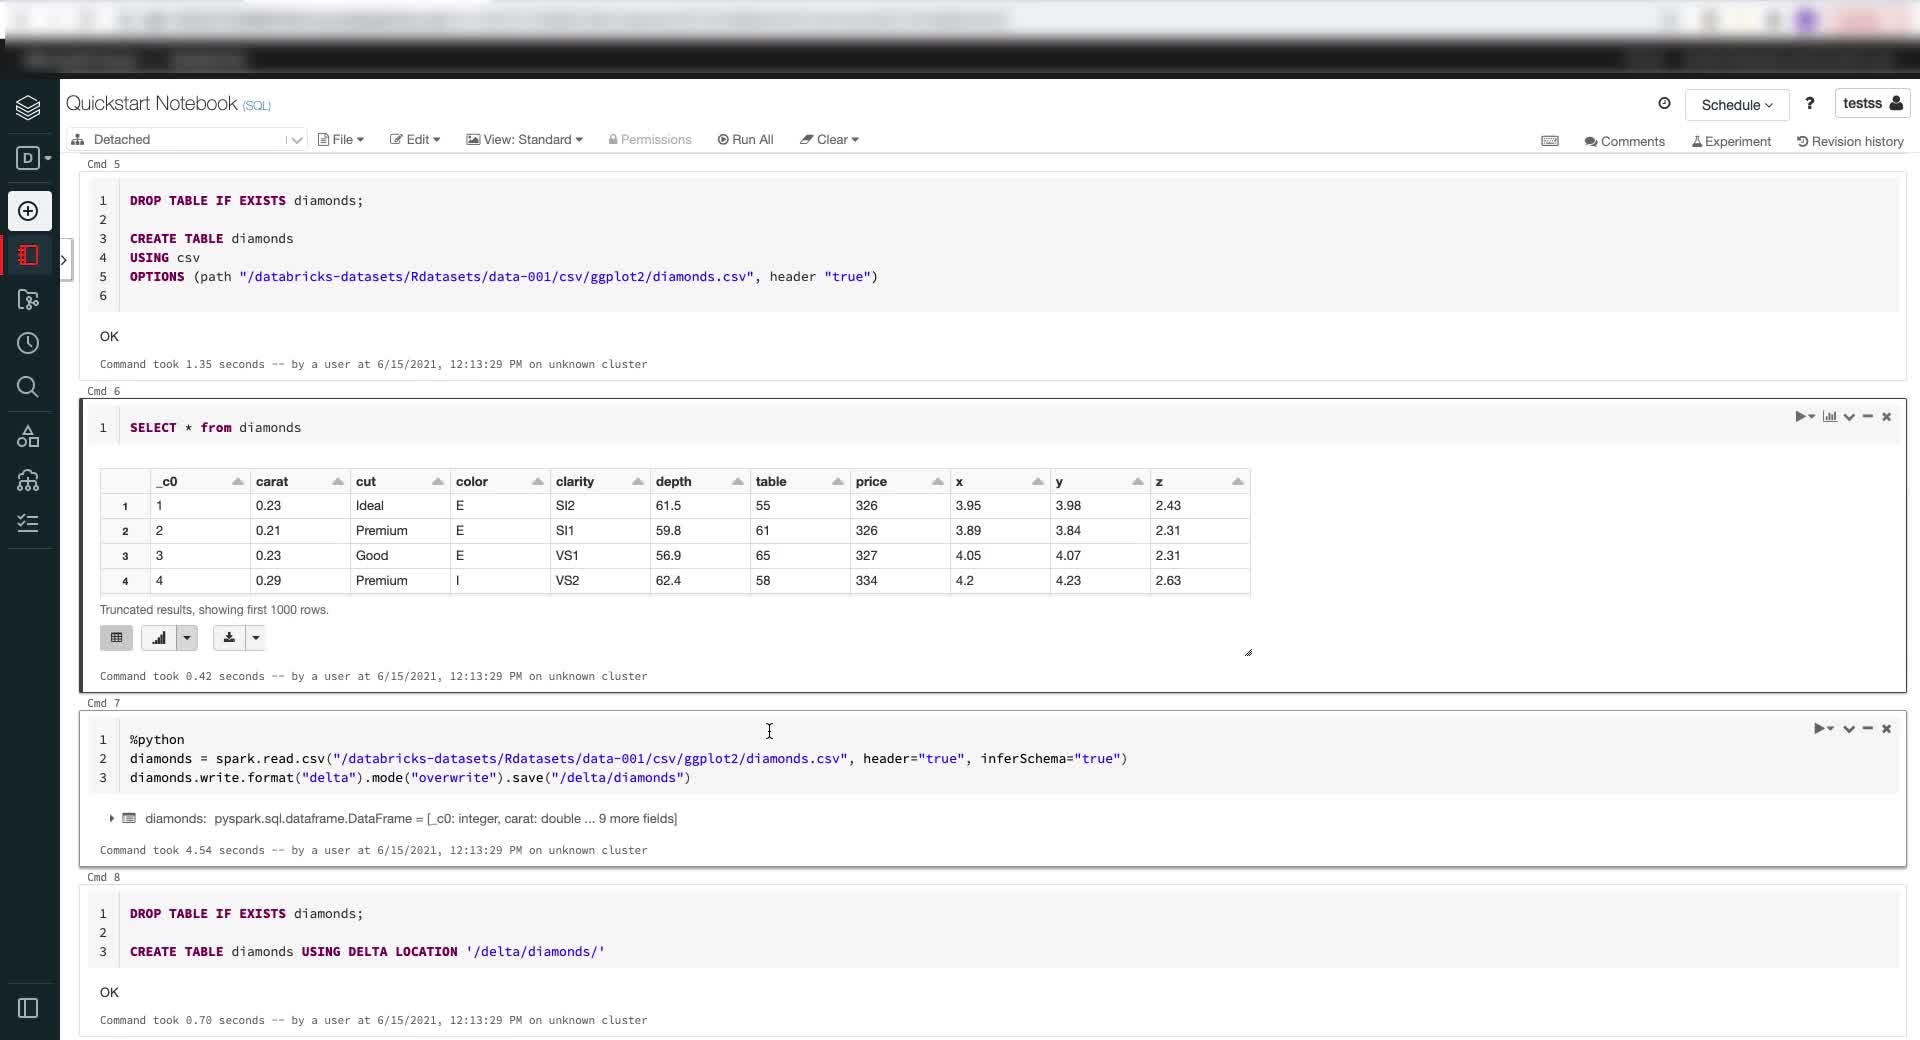 Quickstart Notebook (SQL)
Schedule
?
testss
D
Detached
File
Edit
View: Standard
Permissions
Run All
Clear
Comments
Experiment
Revision history
Cmd 5
1 DROP TABLE IF EXISTS diamonds;
2
3 CREATE TABLE diamonds
4 USING csv
5 OPTIONS (path "/databricks-datasets/Rdatasets/data-001/csv/ggplot2/diamonds.csv", header "true")
6
OK
Command took 1.35 seconds -- by a user at 6/15/2021, 12:13:29 PM on unknown cluster
Cmd 6
1 SELECT * from diamonds
_c0 carat cut color clarity depth table price x y z
1 1 0.23 Ideal E SI2 61.5 55 326 3.95 3.98 2.43
2 2 0.21 Premium E SI1 59.8 61 326 3.89 3.84 2.31
3 3 0.23 Good E VS1 56.9 65 327 4.05 4.07 2.31
4 4 0.29 Premium I VS2 62.4 58 334 4.2 4.23 2.63
Truncated results, showing first 1000 rows.
Command took 0.42 seconds -- by a user at 6/15/2021, 12:13:29 PM on unknown cluster
Cmd 7
1 %python
2 diamonds = spark.read.csv("/databricks-datasets/Rdatasets/data-001/csv/ggplot2/diamonds.csv", header="true", inferSchema="true")
3 diamonds.write.format("delta").mode("overwrite").save("/delta/diamonds")
diamonds: pyspark.sql.dataframe.DataFrame = [_c0: integer, carat: double ... 9 more fields]
Command took 4.54 seconds -- by a user at 6/15/2021, 12:13:29 PM on unknown cluster
Cmd 8
1 DROP TABLE IF EXISTS diamonds;
2
3 CREATE TABLE diamonds USING DELTA LOCATION '/delta/diamonds/'
OK
Command took 0.70 seconds -- by a user at 6/15/2021, 12:13:29 PM on unknown cluster